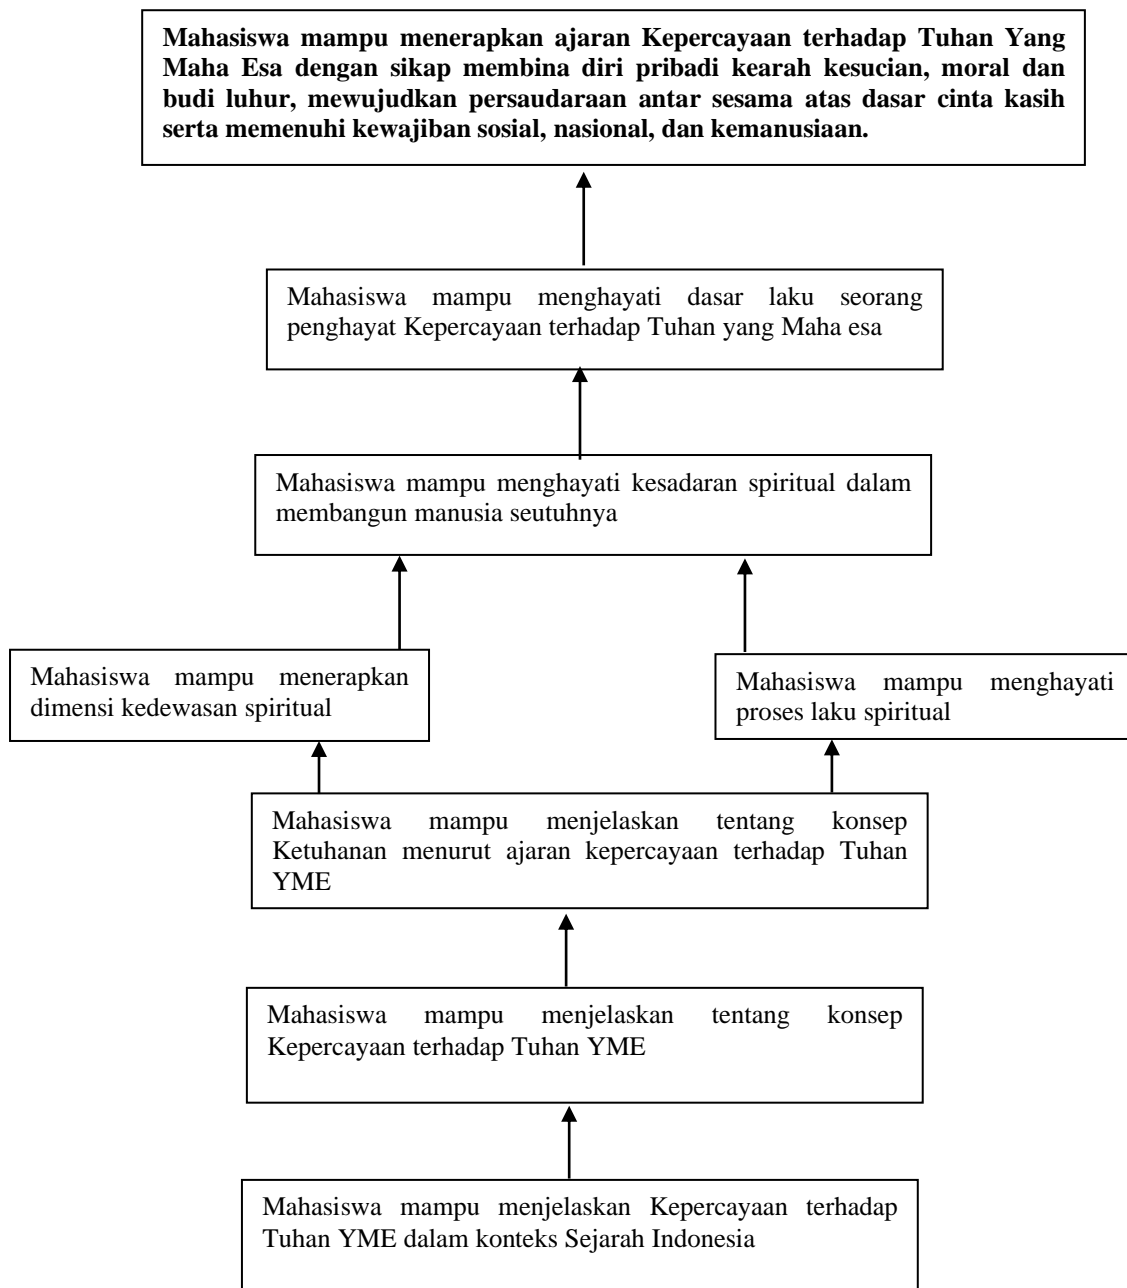 Mahasiswa mampu menerapkan ajaran Kepercayaan terhadap Tuhan Yang
Maha Esa dengan sikap membina diri pribadi kearah kesucian, moral dan
budi luhur, mewujudkan persaudaraan antar sesama atas dasar cinta kasih
serta memenuhi kewajiban sosial, nasional, dan kemanusiaan.
Mahasiswa mampu menghayati dasar laku seorang
penghayat Kepercayaan terhadap Tuhan yang Maha esa
Mahasiswa mampu menghayati kesadaran spiritual dalam
membangun manusia seutuhnya
Mahasiswa mampu menerapkan
dimensi kedewasan spiritual
Mahasiswa mampu menghayati
proses laku spiritual
Mahasiswa mampu menjelaskan tentang konsep
Ketuhanan menurut ajaran kepercayaan terhadap Tuhan
YME
Mahasiswa mampu menjelaskan tentang konsep
Kepercayaan terhadap Tuhan YME
Mahasiswa mampu menjelaskan Kepercayaan terhadap
Tuhan YME dalam konteks Sejarah Indonesia